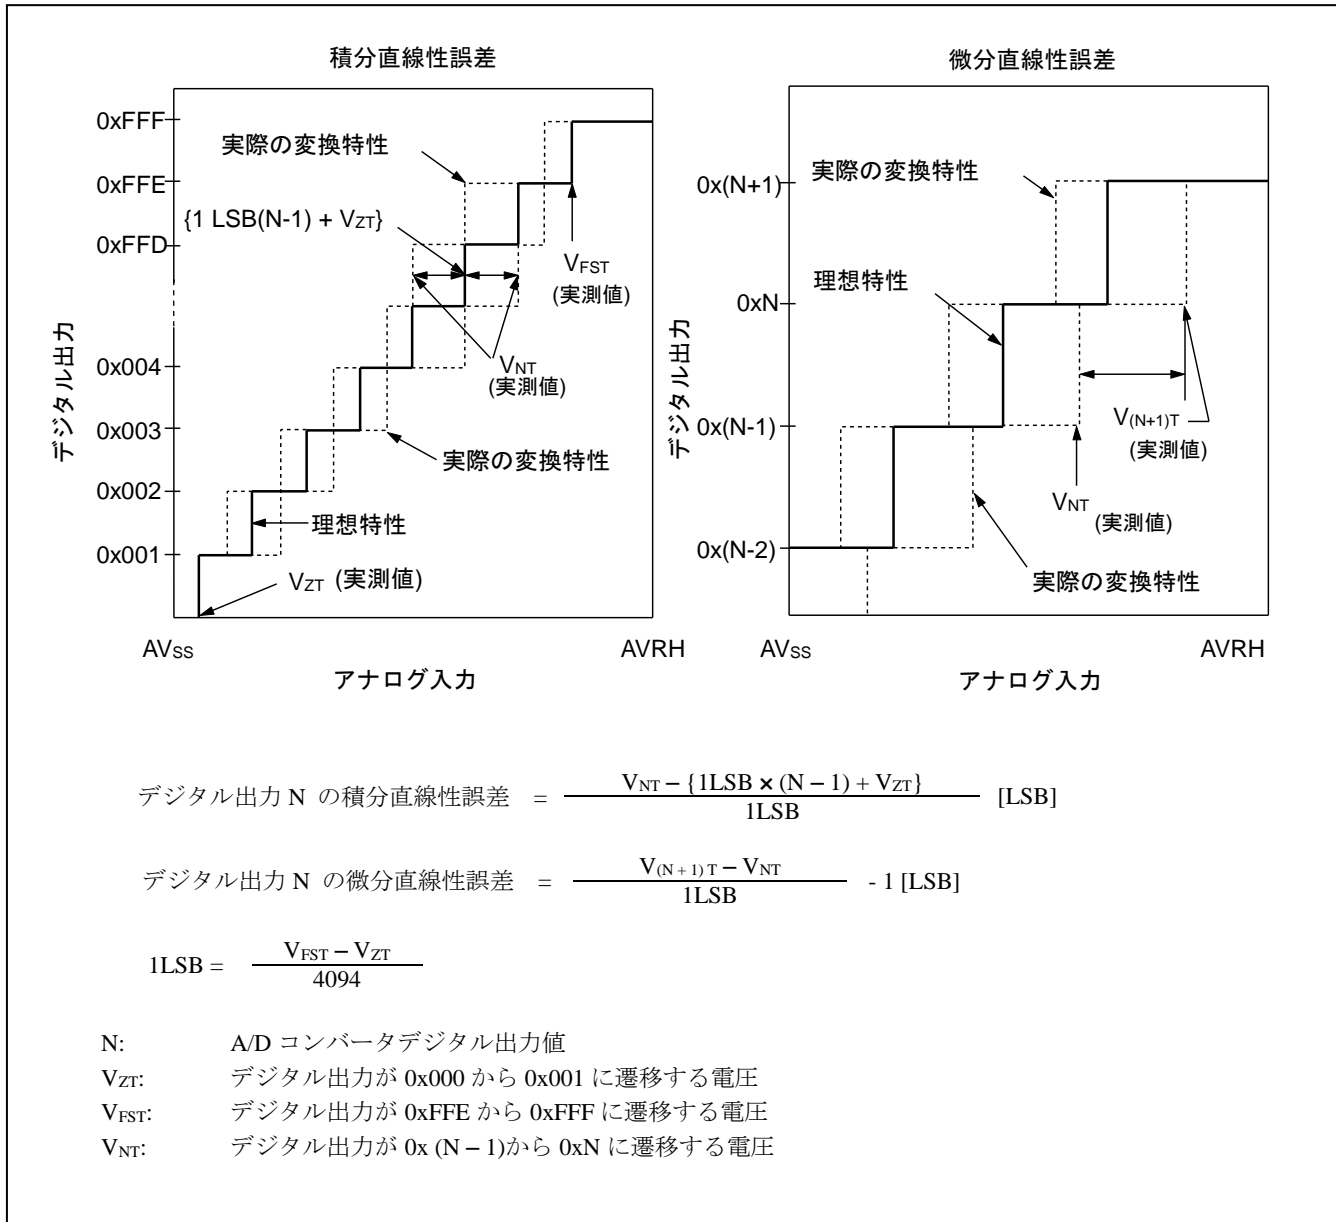 積分直線性誤差
0xFFF
0xFFE
0xFFD
0x004
0x003
0x002
0x001
デジタル出力
実際の変換特性
{1 LSB(N-1) + VZT}
VFST
(実測値)
VNT
(実測値)
実際の変換特性
理想特性
VZT (実測値)
AVSS
AVRH
アナログ入力
微分直線性誤差
0x(N+1)
0xN
0x(N-1)
0x(N-2)
デジタル出力
実際の変換特性
理想特性
V(N+1)T
(実測値)
VNT
(実測値)
実際の変換特性
AVSS
AVRH
アナログ入力
デジタル出力 N の積分直線性誤差 = VNT – {1LSB × (N – 1) + VZT} / 1LSB [LSB]
デジタル出力 N の微分直線性誤差 = V(N + 1) T – VNT / 1LSB - 1 [LSB]
1LSB = VFST – VZT / 4094
N: A/D コンバータデジタル出力値
VZT: デジタル出力が 0x000 から 0x001 に遷移する電圧
VFST: デジタル出力が 0xFFE から 0xFFF に遷移する電圧
VNT: デジタル出力が 0x (N – 1)から 0xN に遷移する電圧